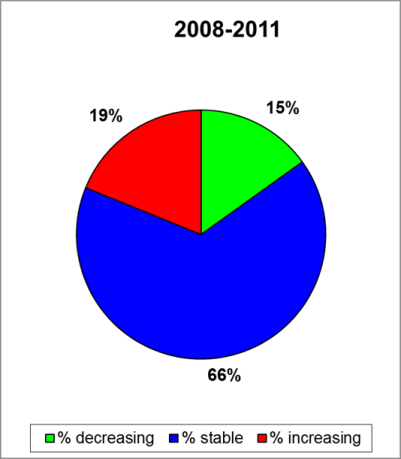 2008-2011
19%
15%
66%
% decreasing % stable % increasing